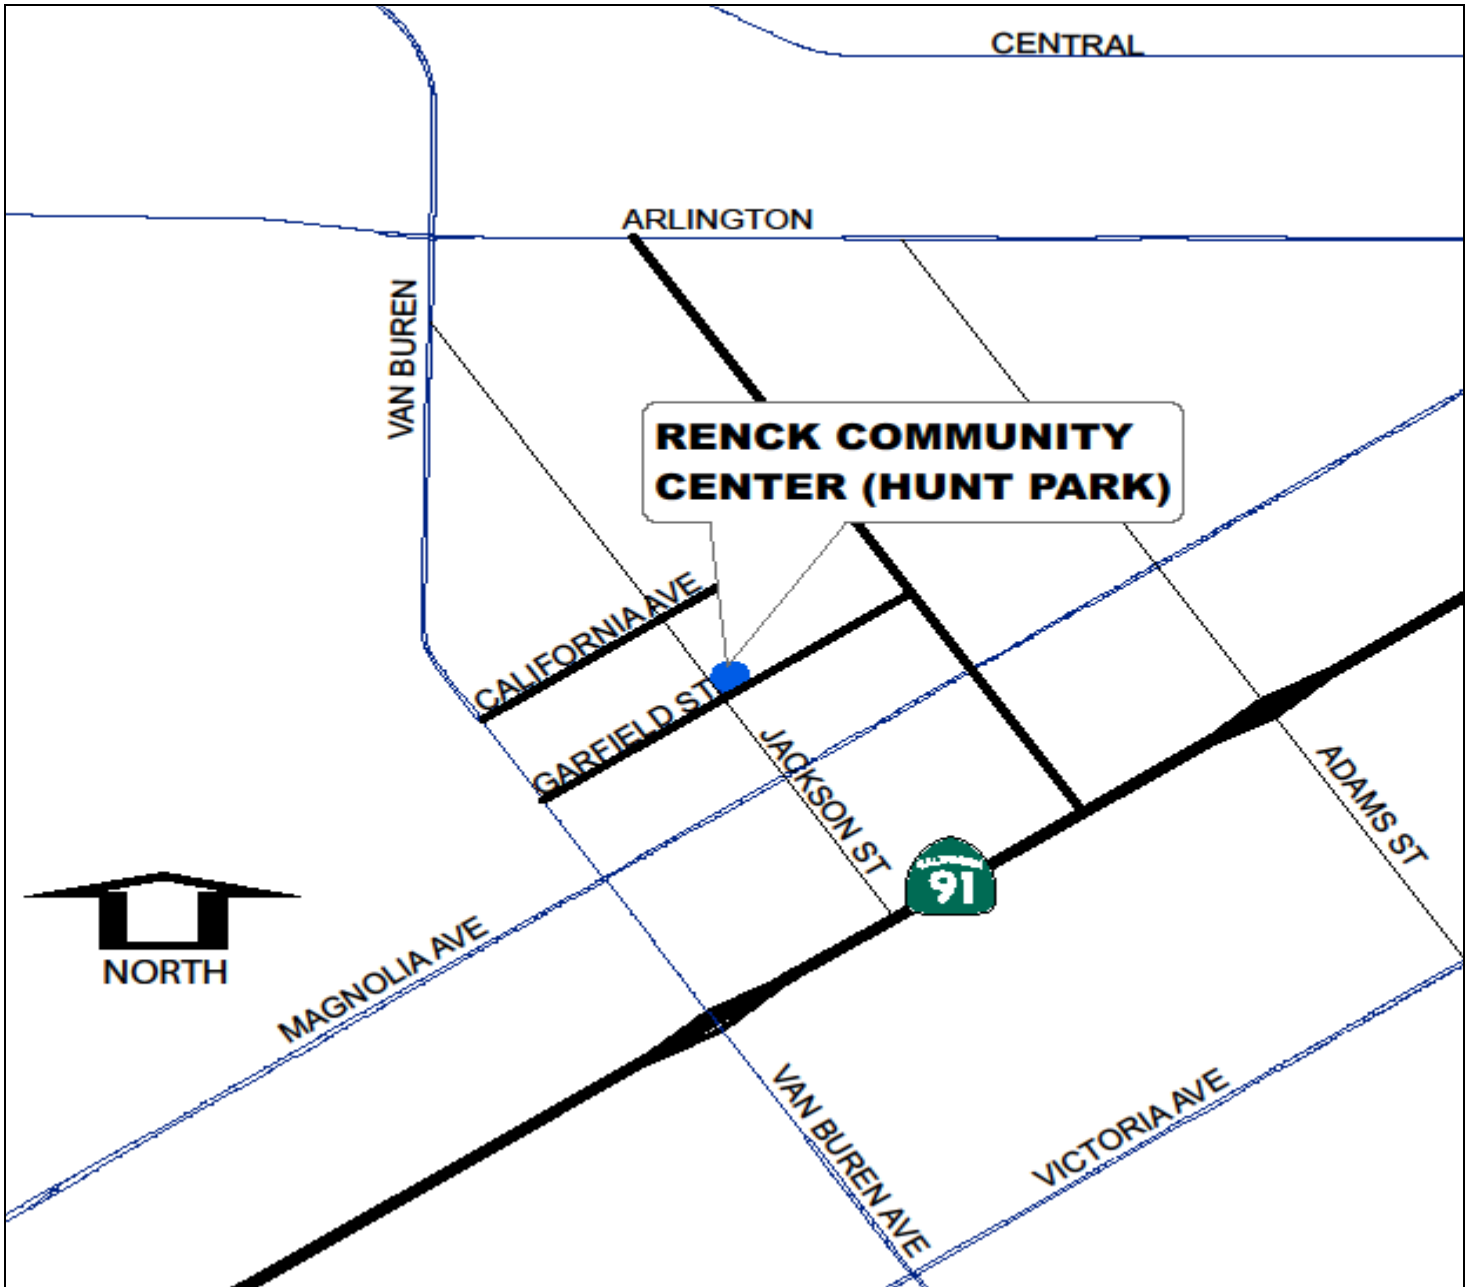 CENTRAL
ARLINGTON
VAN BUREN
RENCK COMMUNITY
CENTER (HUNT PARK)
CALIFORNIA AVE
GARFIELD ST
JACKSON ST
ADAMS ST
CALIFORNIA
91
MAGNOLIA AVE
NORTH
VAN BUREN AVE
VICTORIA AVE